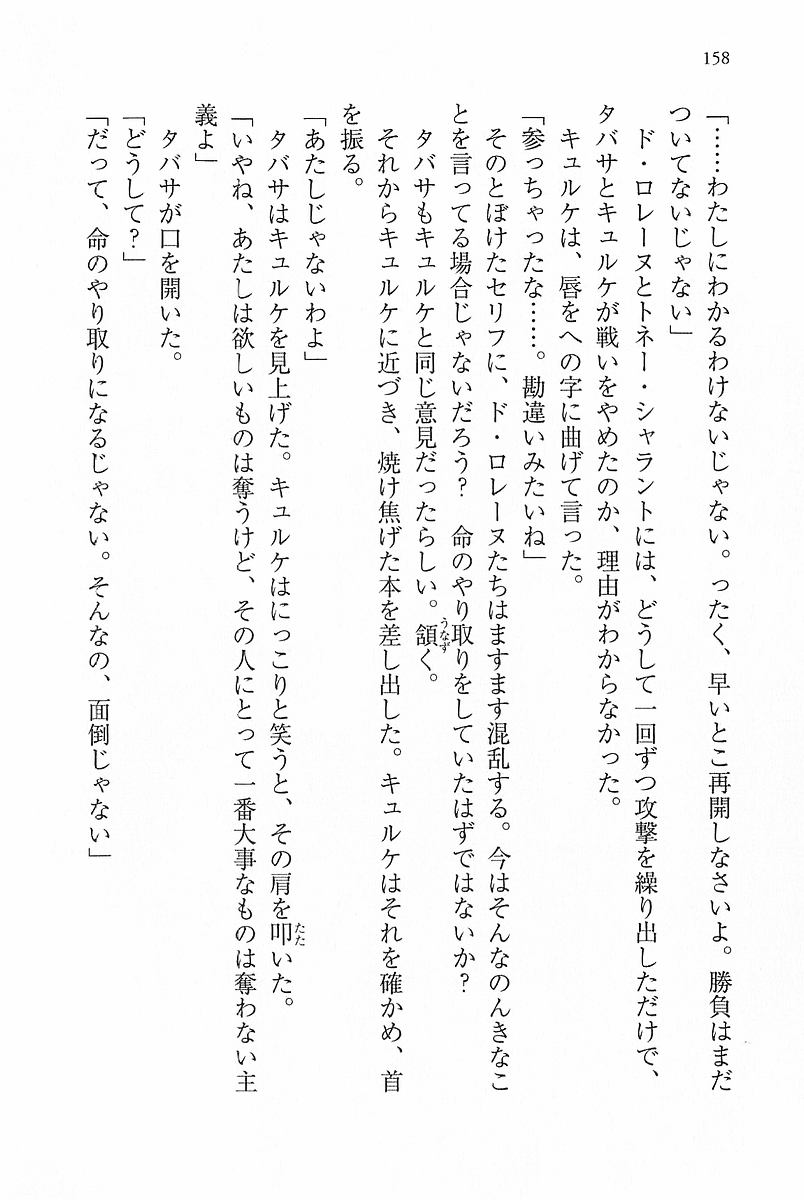 158
「……わたしにわかるわけないじゃない。ったく、早いとこ再開しなさいよ。勝負はまだ
ついてないじゃない」
　ド・ロレーヌとトネー・シャラントには、どうして一回ずつ攻撃を繰り出しただけで、
タバサとキュルケが戦いをやめたのか、理由がわからなかった。
　キュルケは、唇をへの字に曲げて言った。
「参っちゃったな……。勘違いみたいね」
　そのとぼけたセリフに、ド・ロレーヌたちはますます混乱する。今はそんなのんきなこ
とを言ってる場合じゃないだろう？　命のやり取りをしていたはずではないか？
　タバサもキュルケと同じ意見だったらしい。頷く。
　それからキュルケに近づき、焼け焦げた本を差し出した。キュルケはそれを確かめ、首
を振る。
「あたしじゃないわよ」
　タバサはキュルケを見上げた。キュルケはにっこりと笑うと、その肩を叩いた。
「いやね、あたしは欲しいものは奪うけど、その人にとって一番大事なものは奪わない主
義よ」
　タバサが口を開いた。
「どうして？」
「だって、命のやり取りになるじゃない。そんなの、面倒じゃない」